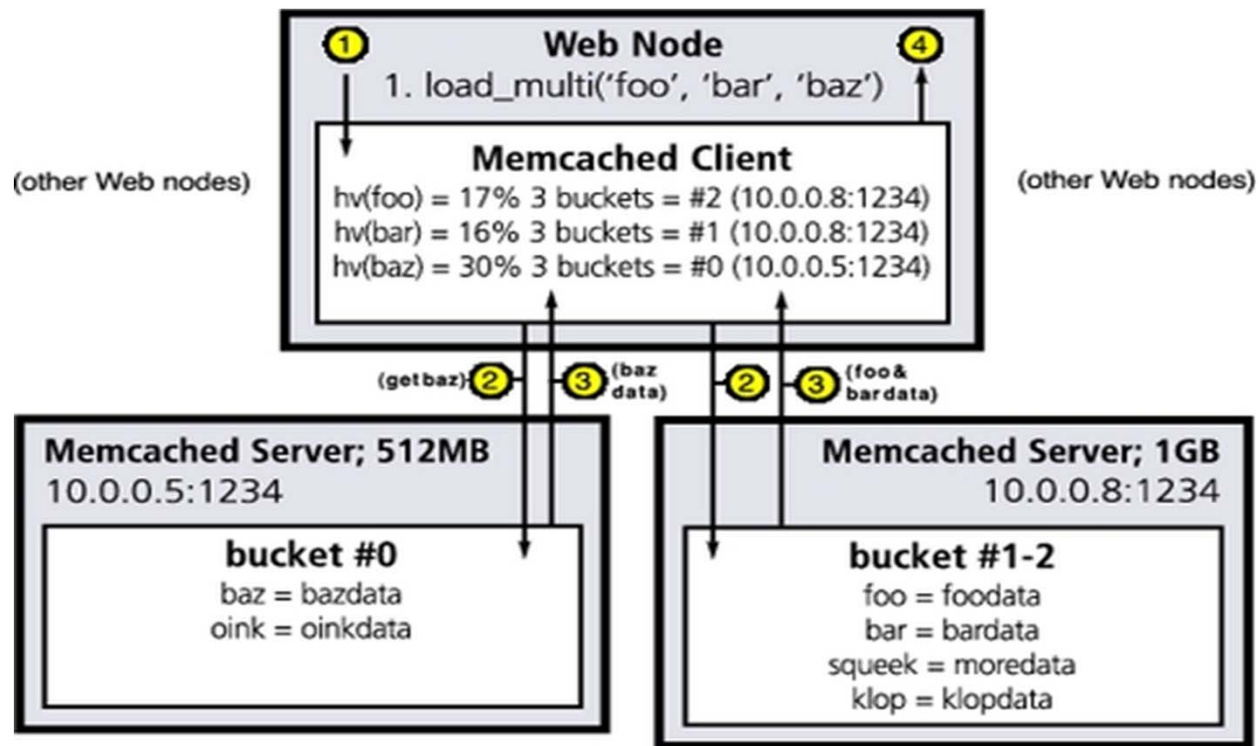 1
Web Node
4
1. load_multi(‘foo’, ‘bar’, ‘baz’)
(other Web nodes)
Memcached Client
hv(foo) = 17% 3 buckets = #2 (10.0.0.8:1234)
hv(bar) = 16% 3 buckets = #1 (10.0.0.8:1234)
hv(baz) = 30% 3 buckets = #0 (10.0.0.5:1234)
(other Web nodes)
(get baz)
2
3
(baz
data)
2
3
(foo &
bar data)
Memcached Server; 512MB
10.0.0.5:1234
bucket #0
baz = bazdata
oink = oinkdata
Memcached Server; 1GB
10.0.0.8:1234
bucket #1-2
foo = foodata
bar = bardata
squeek = moredata
klop = klopdata